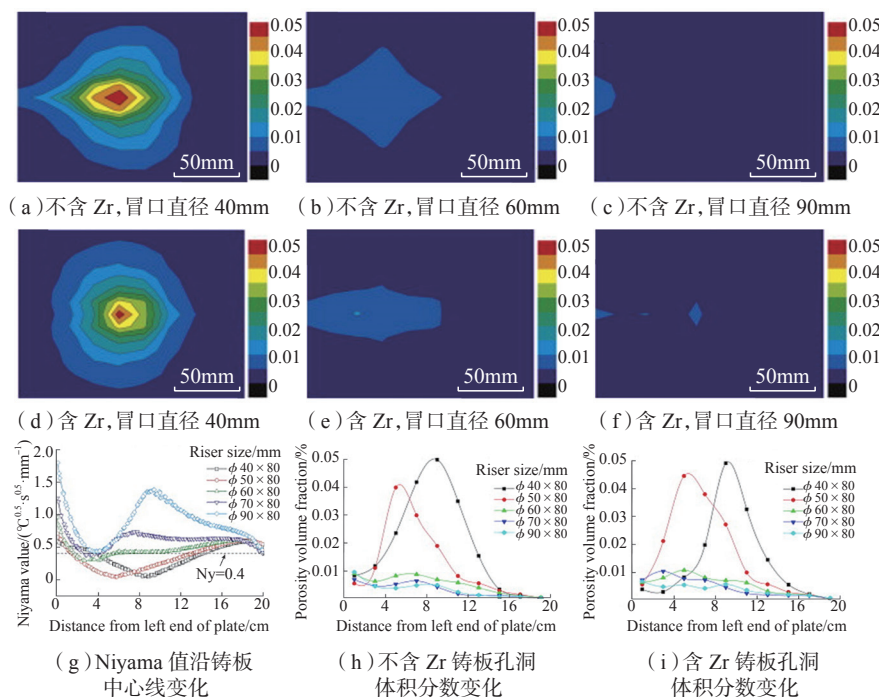 0.05
0.04
0.03
0.02
0.01
0
50mm
0.05
0.04
0.03
0.02
0.01
0
50mm
0.05
0.04
0.03
0.02
0.01
0
50mm
(a)不含 Zr,冒口直径 40mm
(b)不含 Zr,冒口直径 60mm
(c)不含 Zr,冒口直径 90mm
0.05
0.04
0.03
0.02
0.01
0
50mm
0.05
0.04
0.03
0.02
0.01
0
50mm
0.05
0.04
0.03
0.02
0.01
0
50mm
(d)含 Zr,冒口直径 40mm
(e)含 Zr,冒口直径 60mm
(f)含 Zr,冒口直径 90mm
Niyama value/(℃^0.5·s^0.5·mm^-1)
2.0
1.5
1.0
0.5
0
Riser size/mm
ϕ 40×80
ϕ 50×80
ϕ 60×80
ϕ 70×80
ϕ 90×80
Ny=0.4
0 4 8 12 16 20
Distance from left end of plate/cm
(g)Niyama 值沿铸板
中心线变化
Porosity volume fraction/%
0.05
0.04
0.03
0.02
0.01
Riser size/mm
ϕ 40×80
ϕ 50×80
ϕ 60×80
ϕ 70×80
ϕ 90×80
0 4 8 12 16 20
Distance from left end of plate/cm
(h)不含 Zr 铸板孔洞
体积分数变化
Porosity volume fraction/%
0.05
0.04
0.03
0.02
0.01
Riser size/mm
ϕ 40×80
ϕ 50×80
ϕ 60×80
ϕ 70×80
ϕ 90×80
0 4 8 12 16 20
Distance from left end of plate/cm
(i)含 Zr 铸板孔洞
体积分数变化